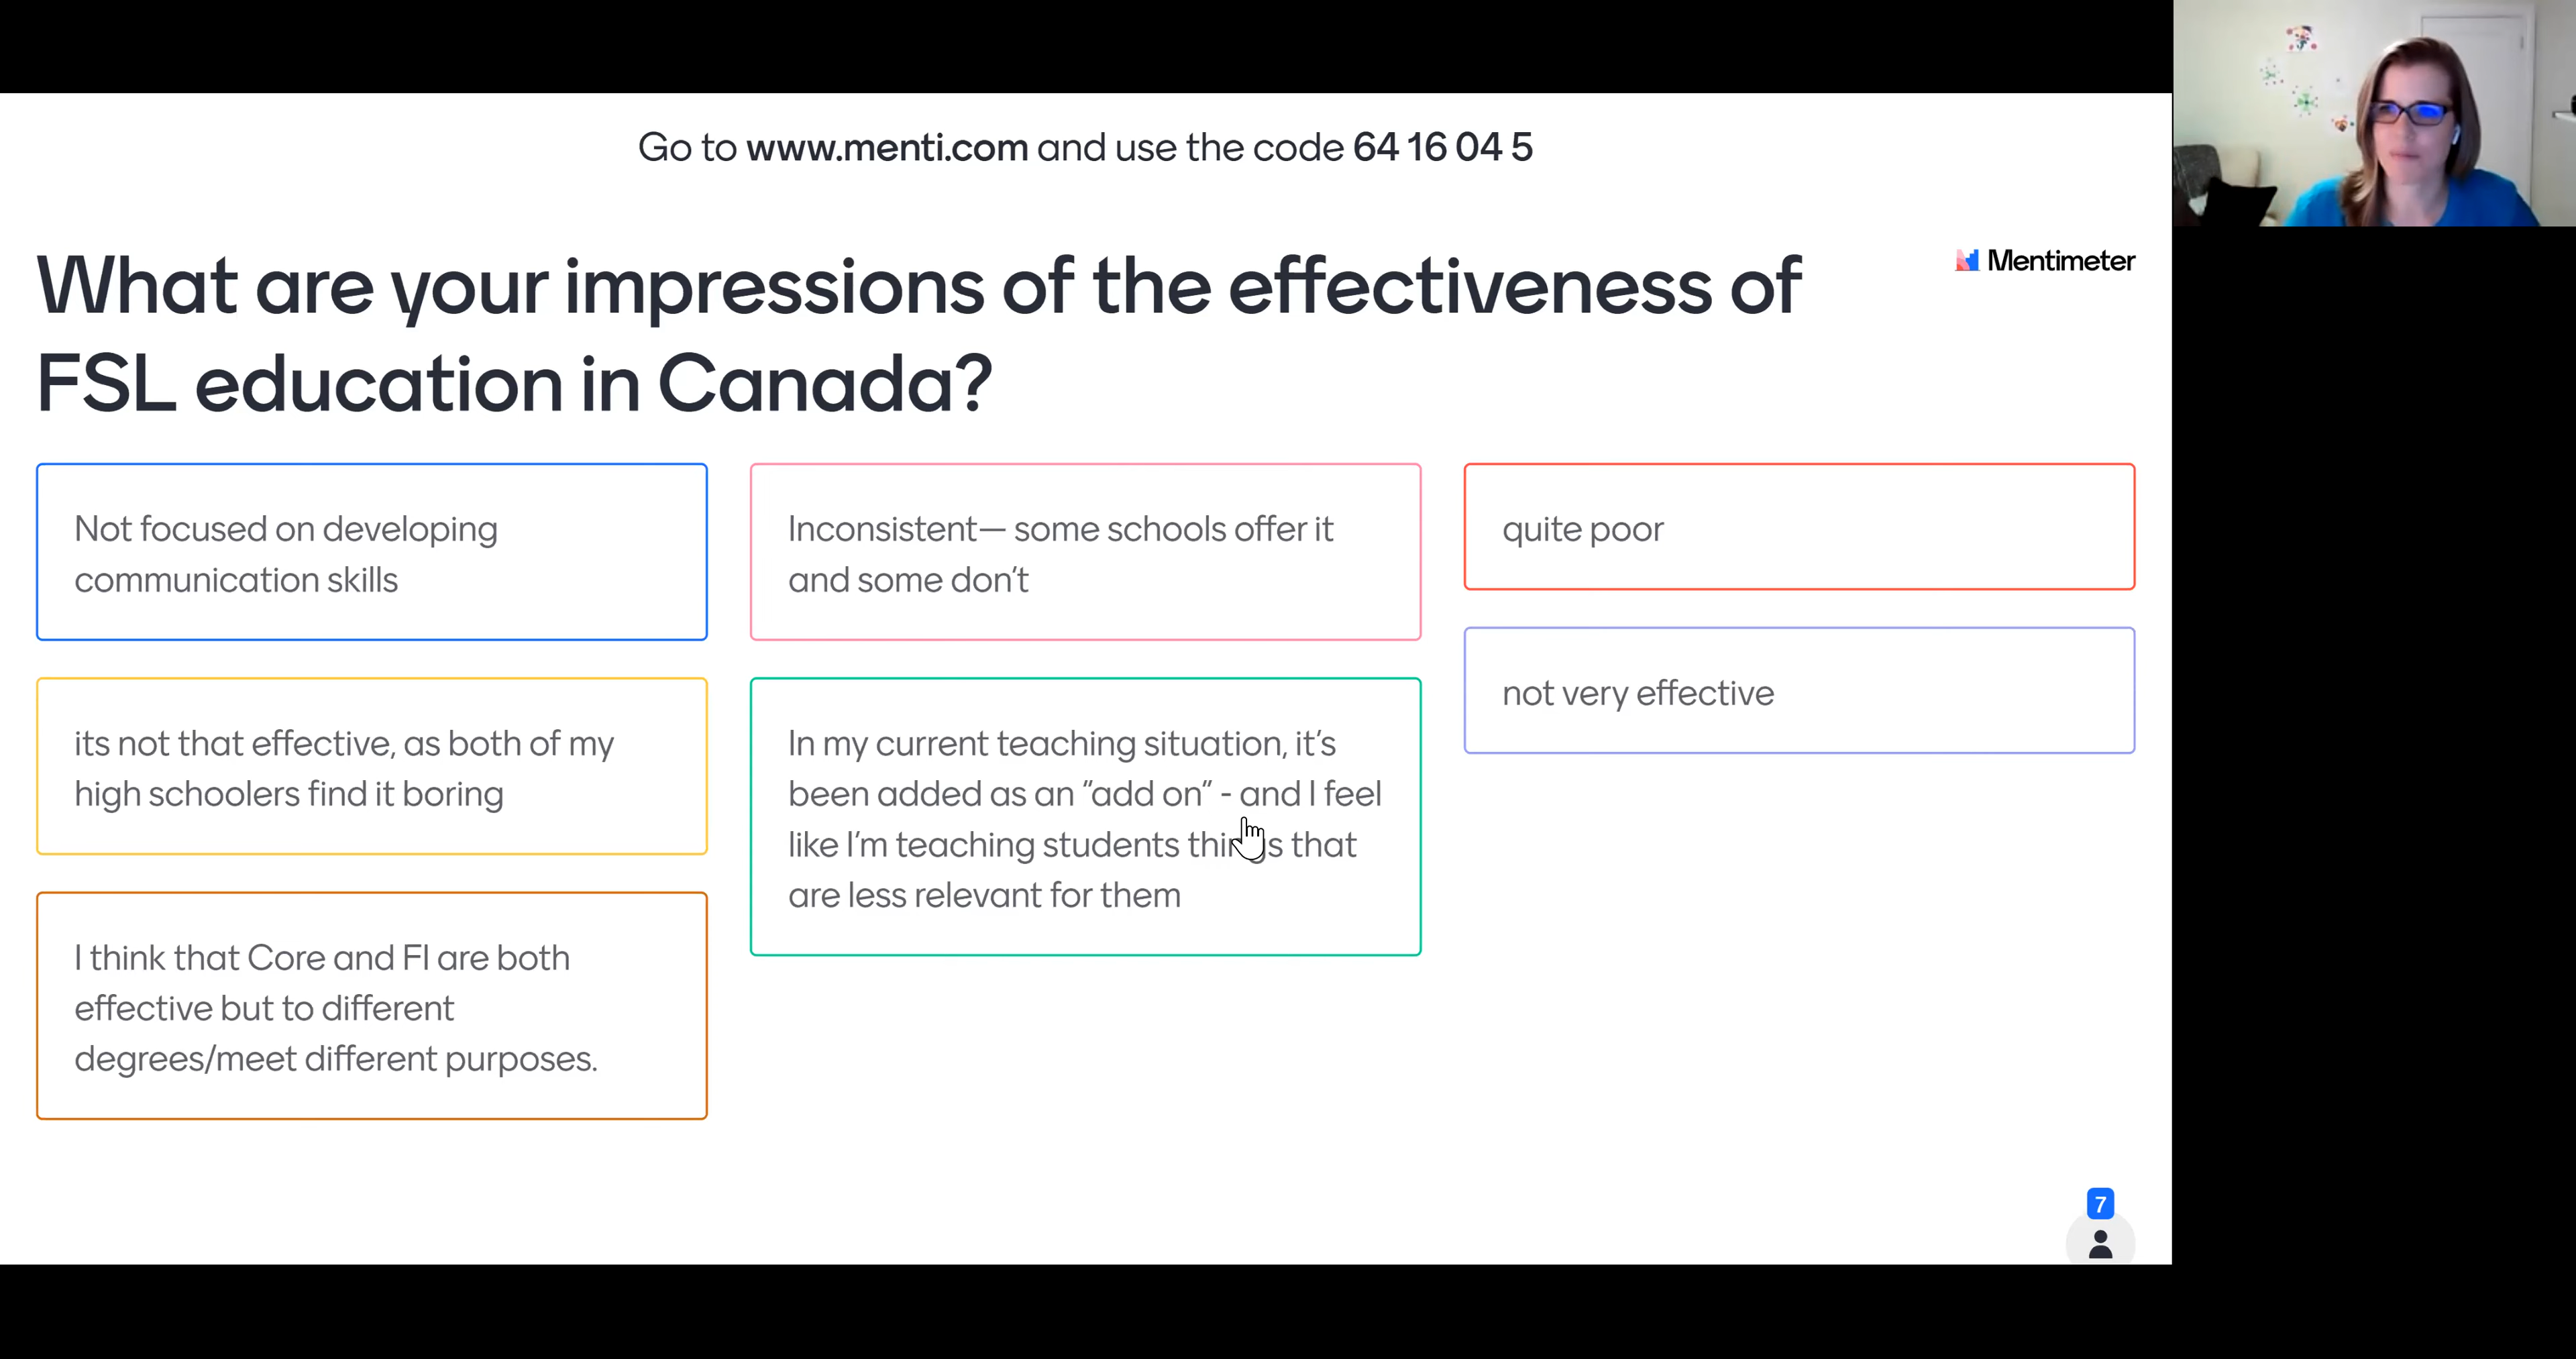 Go to www.menti.com and use the code 64 16 04 5
What are your impressions of the effectiveness of
FSL education in Canada?
Mentimeter
Not focused on developing
communication skills
its not that effective, as both of my
high schoolers find it boring
I think that Core and FI are both
effective but to different
degrees/meet different purposes.
Inconsistent— some schools offer it
and some don’t
In my current teaching situation, it’s
been added as an “add on” - and I feel
like I’m teaching students things that
are less relevant for them
quite poor
not very effective
7